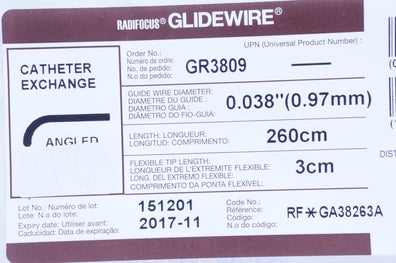 RADIFOCUS® GLIDEWIRE®
UPN (Universal Product Number) :
CATHETER
EXCHANGE
ANGLED
Order No.:
Numéro de ordre:
No. de pedido:
No. do pedido:
GR3809
GUIDE WIRE DIAMETER:
DIAMETRE DU GUIDE :
DIAMETRO GUIA :
DIAMETRO DO FIO-GUIA:
0.038"(0.97mm)
LENGTH: LONGUEUR:
LONGITUD: COMPRIMENTO:
260cm
FLEXIBLE TIP LENGTH:
LONGUEUR DE L'EXTREMITE FLEXIBLE:
LONG. DEL EXTREMO FLEXIBLE:
COMPRIMENTO DA PONTA FLEXÍVEL:
3cm
Lot No.: Numéro de lot:
Lote: N.o do lote:
151201
Expiry date: Utiliser avant:
Caducidad: Data de expiração:
2017-11
Code No.:
Référence:
Código:
N.o de código:
RF*GA38263A
DIST